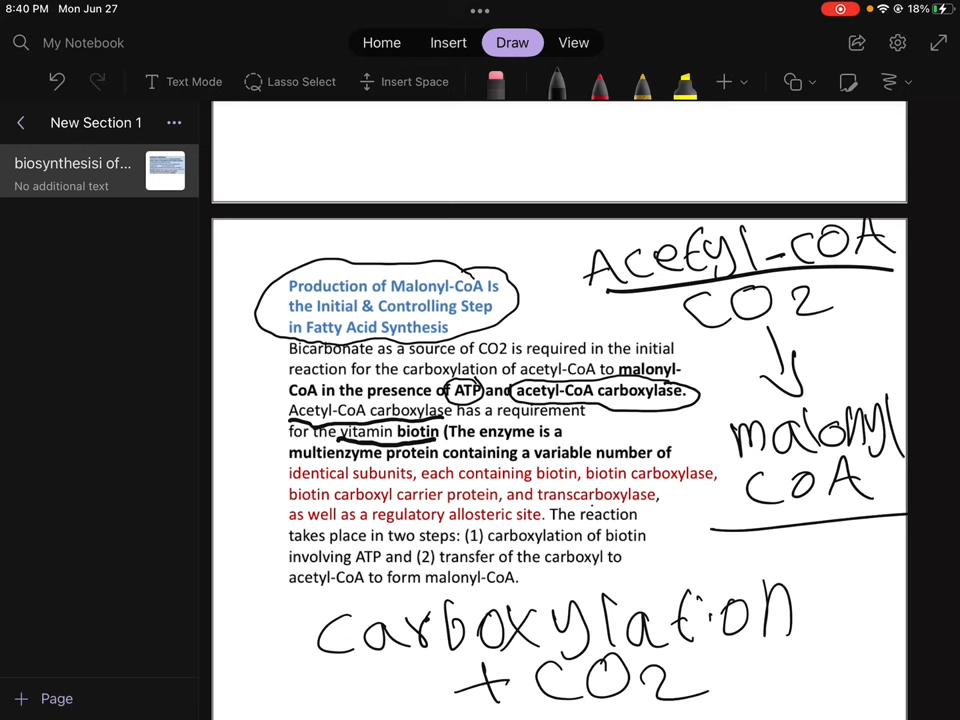 8:40 PM Mon Jun 27
18%
My Notebook
Home Insert Draw View
Text Mode Lasso Select Insert Space
New Section 1
biosynthesisi of...
No additional text
Page
Production of Malonyl-CoA Is
the Initial & Controlling Step
in Fatty Acid Synthesis
Bicarbonate as a source of CO2 is required in the initial
reaction for the carboxylation of acetyl-CoA to malonyl-
CoA in the presence of ATP and acetyl-CoA carboxylase.
Acetyl-CoA carboxylase has a requirement
for the vitamin biotin (The enzyme is a
multienzyme protein containing a variable number of
identical subunits, each containing biotin, biotin carboxylase,
biotin carboxyl carrier protein, and transcarboxylase,
as well as a regulatory allosteric site. The reaction
takes place in two steps: (1) carboxylation of biotin
involving ATP and (2) transfer of the carboxyl to
acetyl-CoA to form malonyl-CoA.
Acetyl-COA
CO2
malonyl
COA
carboxylation
+ CO2